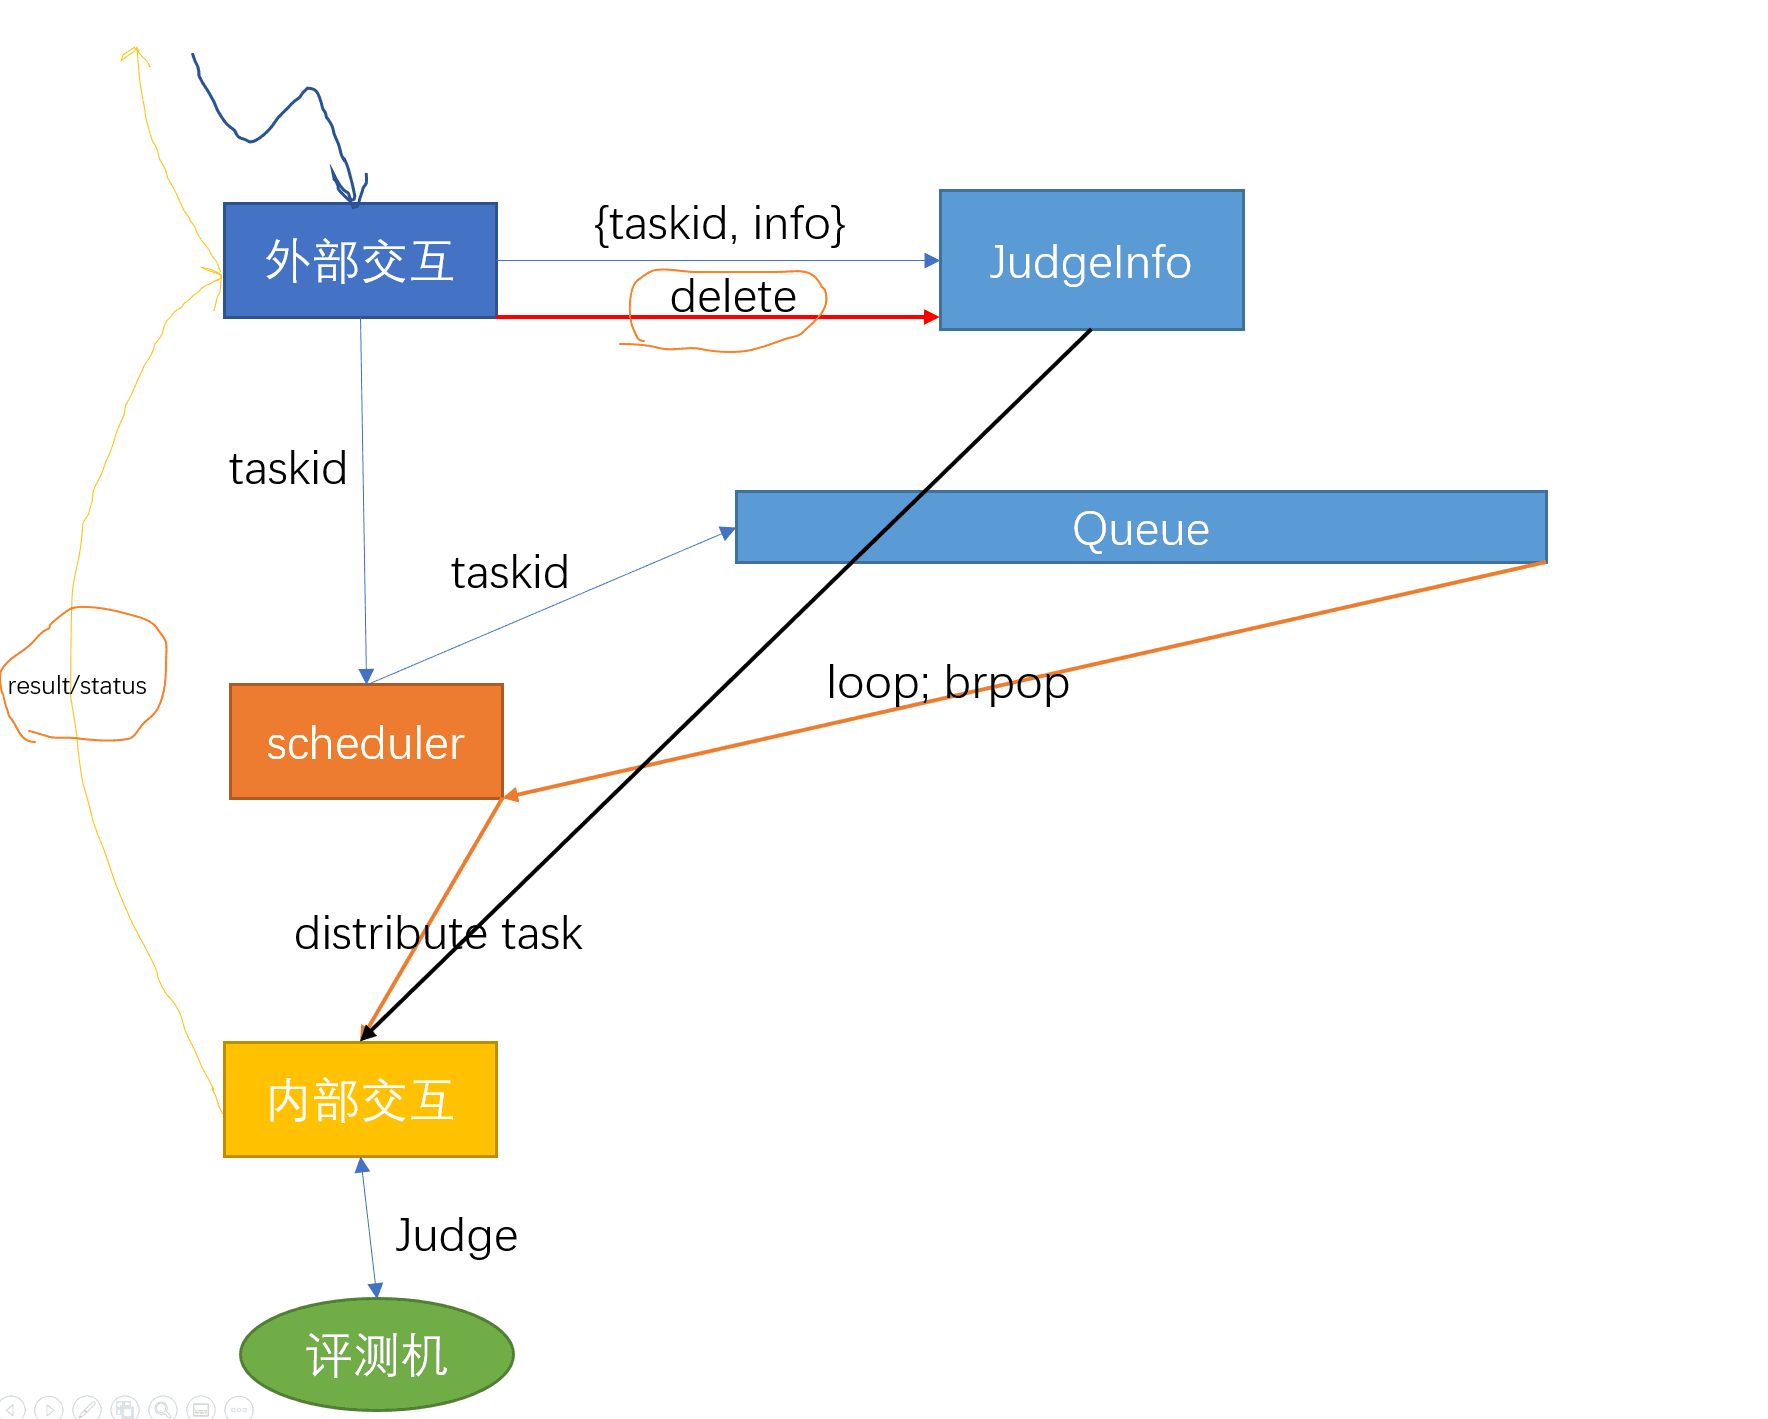 {taskid, info}
外部交互
JudgeInfo
delete
taskid
Queue
taskid
result/status
loop; brpop
scheduler
distribute task
内部交互
Judge
评测机